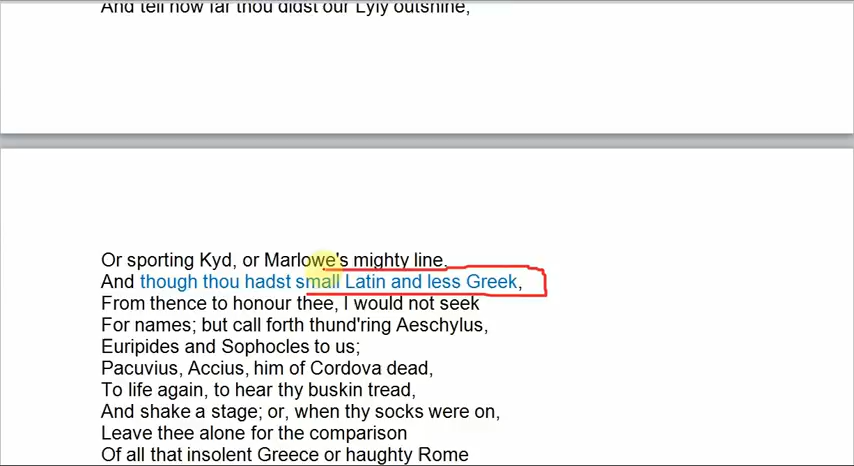 And tell how far thou didst our Lyly outshine,
Or sporting Kyd, or Marlowe's mighty line.
And though thou hadst small Latin and less Greek,
From thence to honour thee, I would not seek
For names; but call forth thund'ring Aeschylus,
Euripides and Sophocles to us;
Pacuvius, Accius, him of Cordova dead,
To life again, to hear thy buskin tread,
And shake a stage; or, when thy socks were on,
Leave thee alone for the comparison
Of all that insolent Greece or haughty Rome